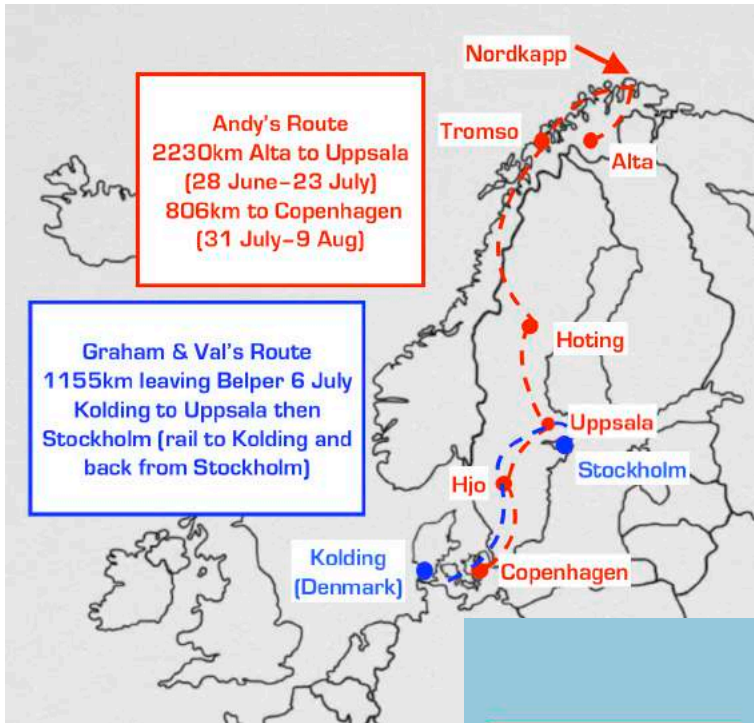 Nordkapp
Andy's Route
2230km Alta to Uppsala
(28 June–23 July)
806km to Copenhagen
(31 July–9 Aug)
Tromso
Alta
Graham & Val's Route
1155km leaving Belper 6 July
Kolding to Uppsala then
Stockholm (rail to Kolding and
back from Stockholm)
Hoting
Uppsala
Stockholm
Hjo
Kolding
(Denmark)
Copenhagen